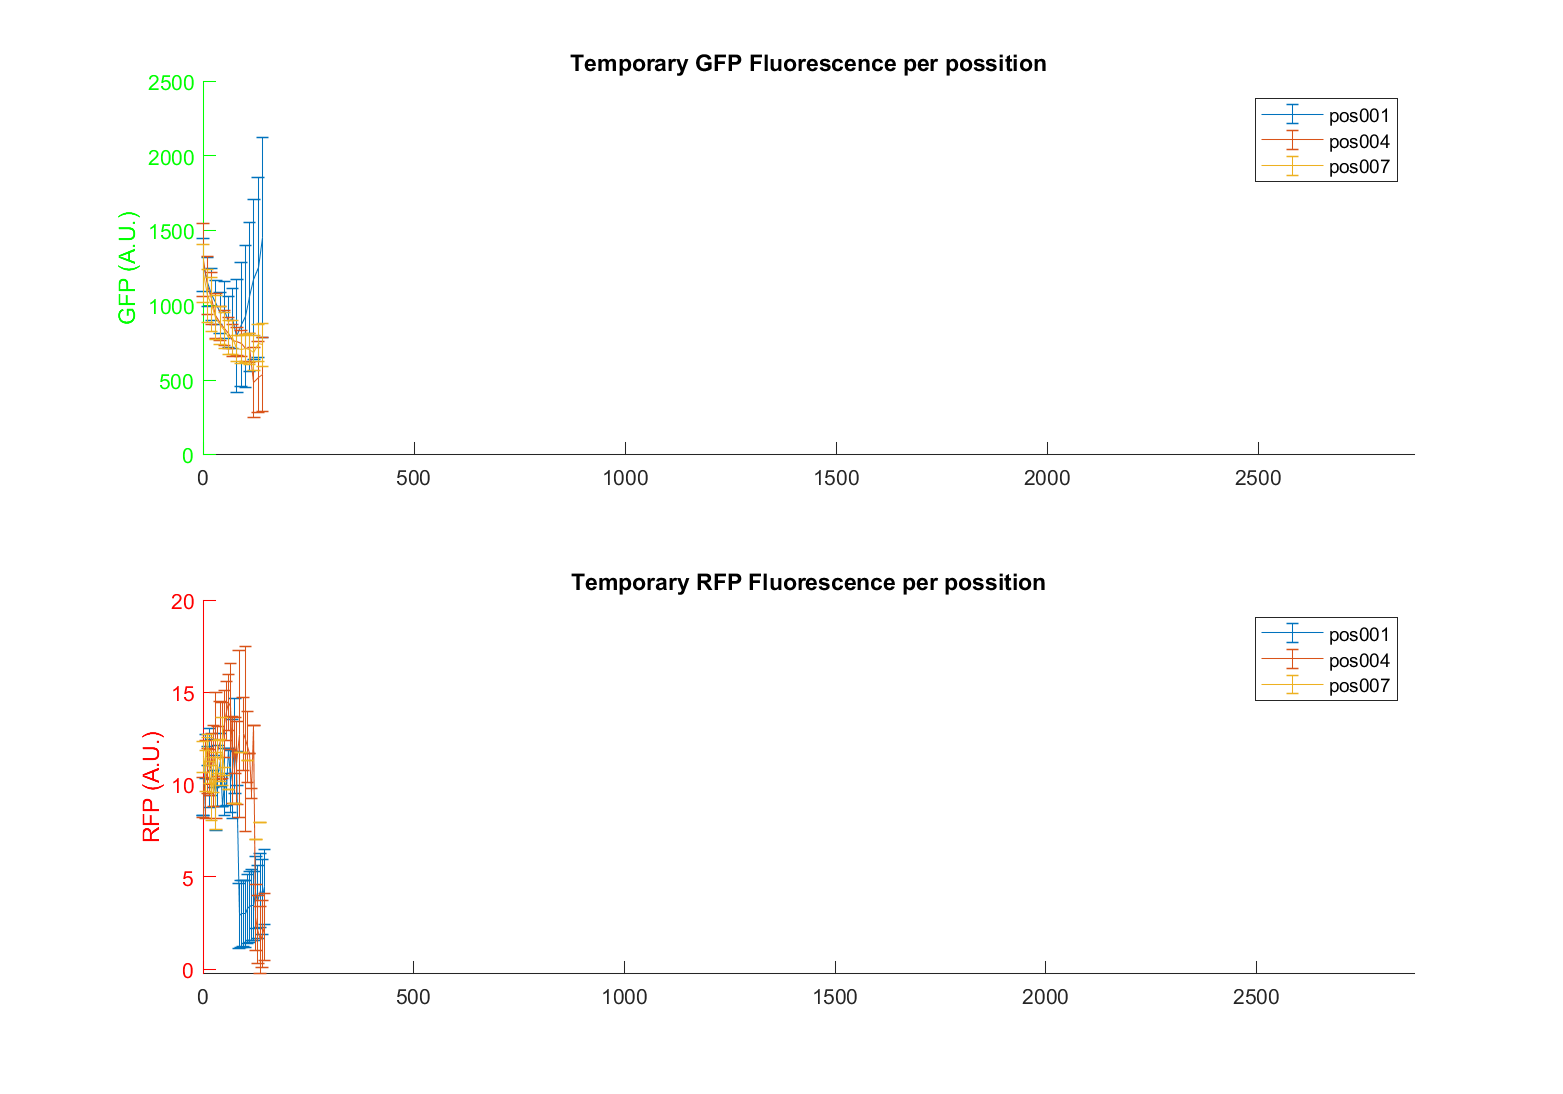 Temporary GFP Fluorescence per possition
2500
2000
1500
1000
500
0
GFP (A.U.)
pos001
pos004
pos007
0 500 1000 1500 2000 2500
Temporary RFP Fluorescence per possition
20
15
10
5
0
RFP (A.U.)
pos001
pos004
pos007
0 500 1000 1500 2000 2500